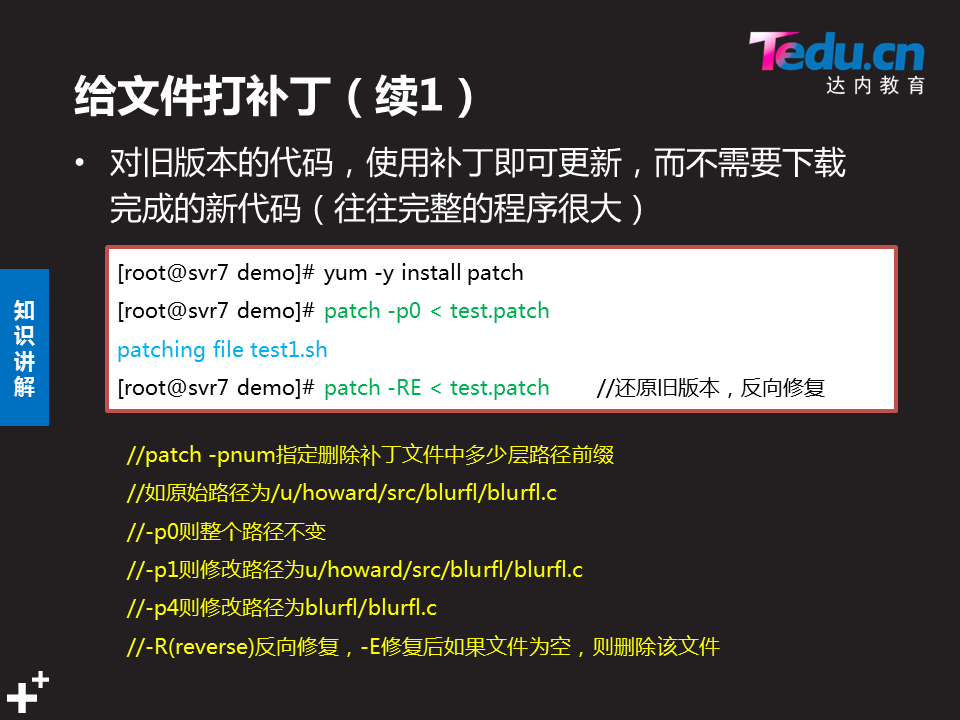 Tedu.cn
达内教育
给文件打补丁（续1）
• 对旧版本的代码，使用补丁即可更新，而不需要下载
完成的新代码（往往完整的程序很大）
知识讲解
[root@svr7 demo]# yum -y install patch
[root@svr7 demo]# patch -p0 < test.patch
patching file test1.sh
[root@svr7 demo]# patch -RE < test.patch //还原旧版本，反向修复
//patch -pnum指定删除补丁文件中多少层路径前缀
//如原始路径为/u/howard/src/blurfl/blurfl.c
//-p0则整个路径不变
//-p1则修改路径为u/howard/src/blurfl/blurfl.c
//-p4则修改路径为blurfl/blurfl.c
//-R(reverse)反向修复，-E修复后如果文件为空，则删除该文件